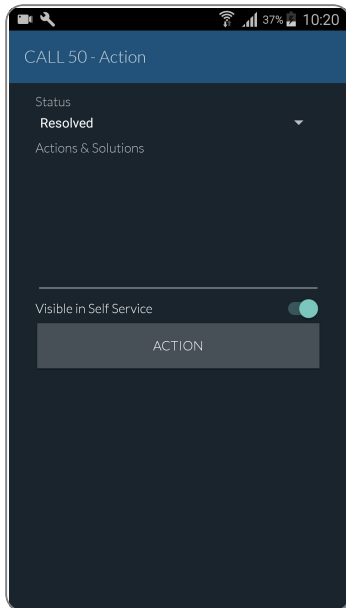 37% 10:20
CALL 50 - Action
Status
Resolved
Actions & Solutions
Visible in Self Service
ACTION